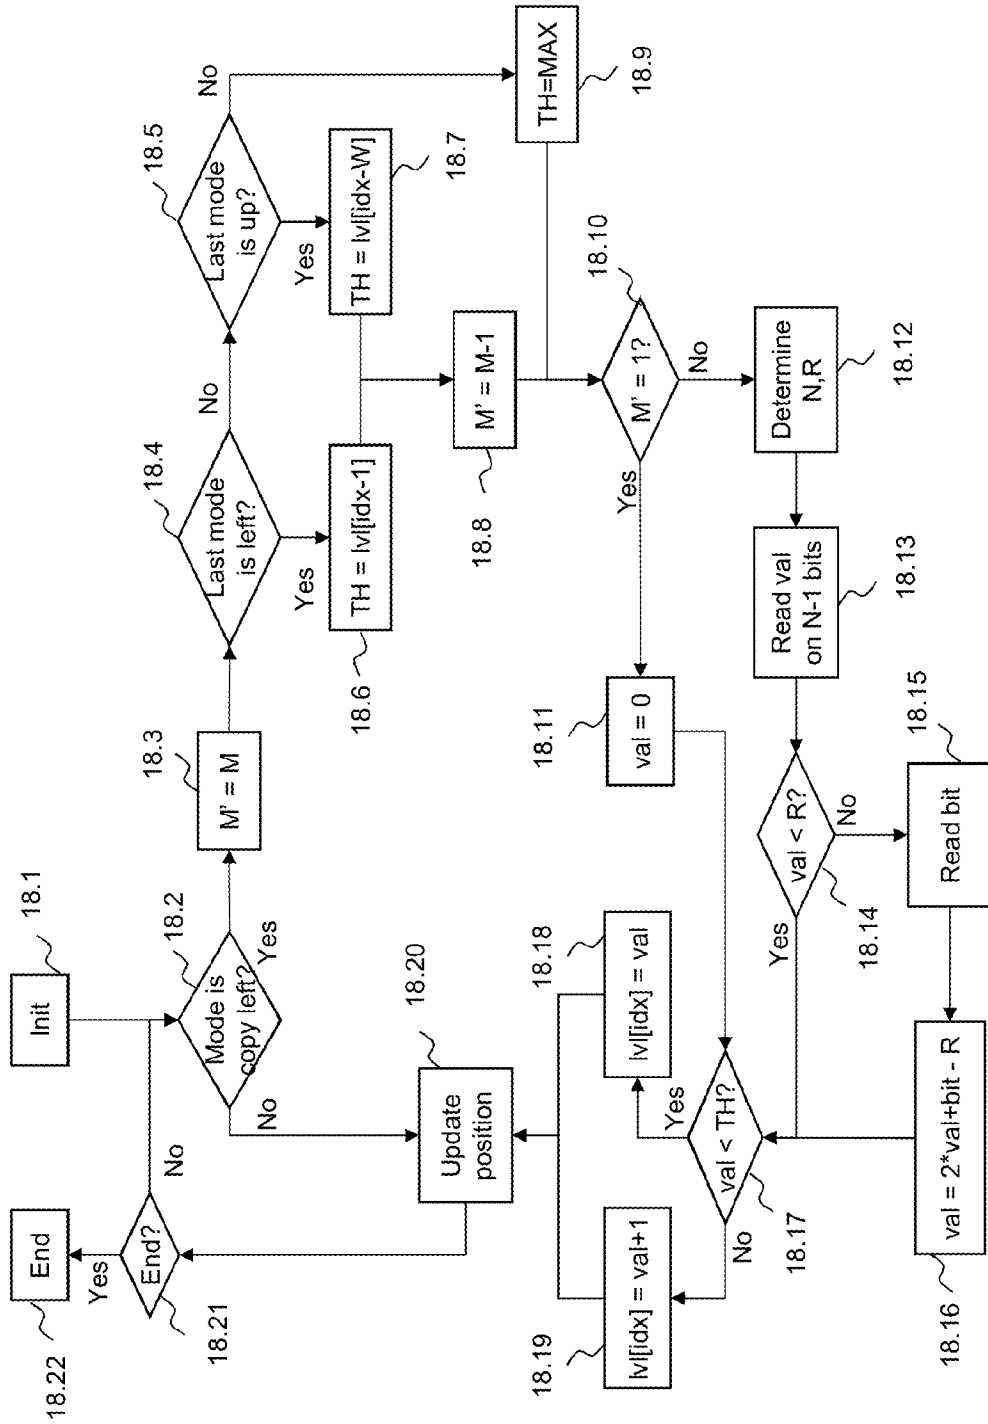 Init
18.1
End
18.22
End?
Yes
No
18.21
Mode is
copy left?
18.2
Yes
No
M' = M
18.3
Last mode
is left?
18.4
Yes
No
Last mode
is up?
18.5
Yes
No
TH = lvl[idx-1]
18.6
TH = lvl[idx-W]
18.7
M' = M-1
18.8
TH=MAX
18.9
M' = 1?
18.10
Yes
No
val = 0
18.11
Determine
N,R
18.12
Read val
on N-1 bits
18.13
val < R?
18.14
Yes
No
Read bit
18.15
val = 2*val+bit - R
18.16
val < TH?
18.17
Yes
No
lvl[idx] = val
18.18
lvl[idx] = val+1
18.19
Update
position
18.20